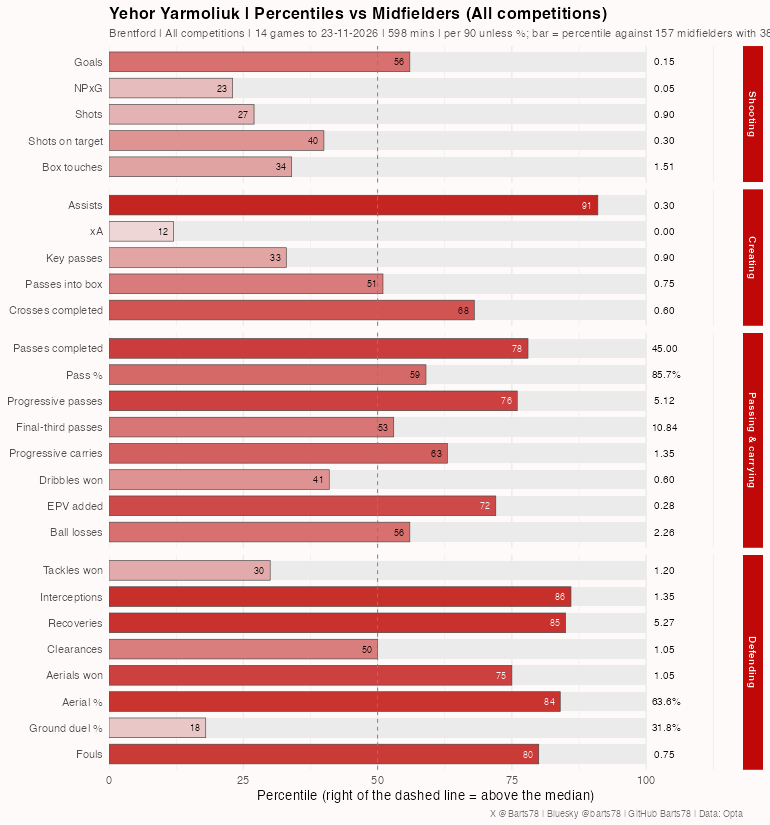 Yehor Yarmoliuk | Percentiles vs Midfielders (All competitions)
Brentford | All competitions | 14 games to 23-11-2026 | 598 mins | per 90 unless %; bar = percentile against 157 midfielders with 38
Shooting
Goals 56 0.15
NPxG 23 0.05
Shots 27 0.90
Shots on target 40 0.30
Box touches 34 1.51
Creating
Assists 91 0.30
xA 12 0.00
Key passes 33 0.90
Passes into box 51 0.75
Crosses completed 68 0.60
Passing & carrying
Passes completed 78 45.00
Pass % 59 85.7%
Progressive passes 76 5.12
Final-third passes 53 10.84
Progressive carries 63 1.35
Dribbles won 41 0.60
EPV added 72 0.28
Ball losses 56 2.26
Defending
Tackles won 30 1.20
Interceptions 86 1.35
Recoveries 85 5.27
Clearances 50 1.05
Aerials won 75 1.05
Aerial % 84 63.6%
Ground duel % 18 31.8%
Fouls 80 0.75
0 25 50 75 100
Percentile (right of the dashed line = above the median)
X @Barts78 | Bluesky @barts78 | GitHub Barts78 | Data: Opta